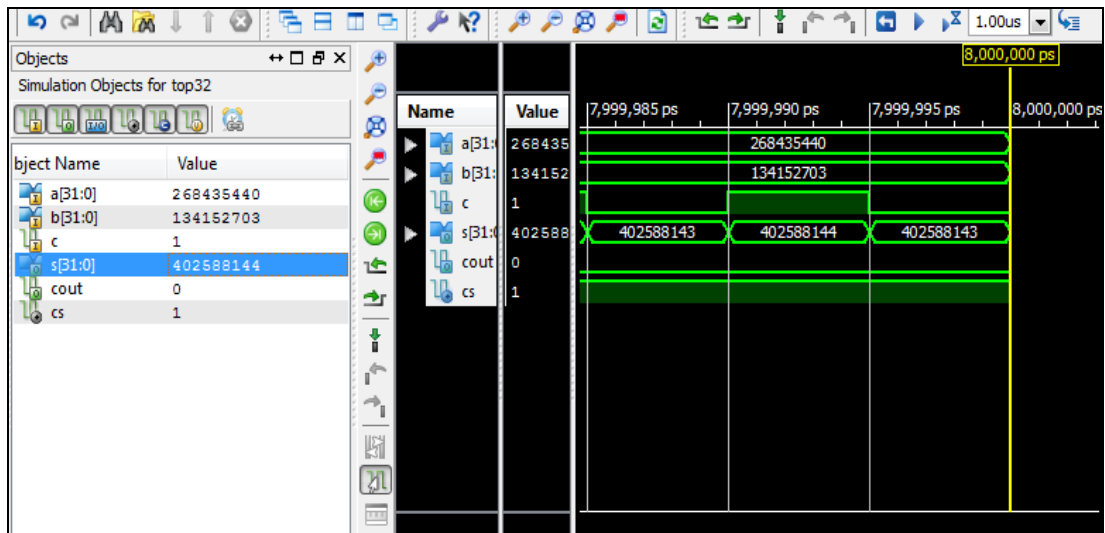 1.00us
Objects
Simulation Objects for top32
bject Name Value
a[31:0] 268435440
b[31:0] 134152703
c 1
s[31:0] 402588144
cout 0
cs 1
8,000,000 ps
Name Value 7,999,985 ps 7,999,990 ps 7,999,995 ps 8,000,000 ps
a[31:( 268435 268435440
b[31: 134152 134152703
c 1
s[31:( 402588 402588143 402588144 402588143
cout 0
cs 1